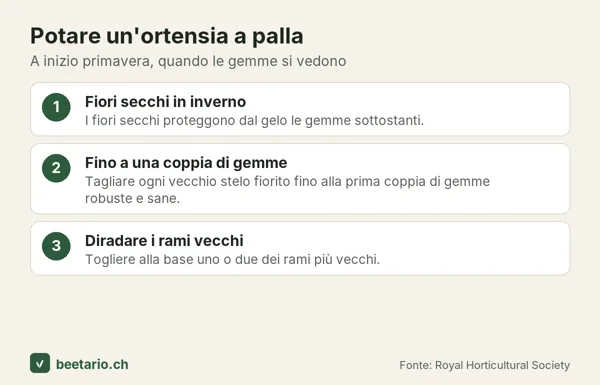 Potare un'ortensia a palla
A inizio primavera, quando le gemme si vedono
1
Fiori secchi in inverno
I fiori secchi proteggono dal gelo le gemme sottostanti.
2
Fino a una coppia di gemme
Tagliare ogni vecchio stelo fiorito fino alla prima coppia di gemme
robuste e sane.
3
Diradare i rami vecchi
Togliere alla base uno o due dei rami più vecchi.
beetario.ch
Fonte: Royal Horticultural Society